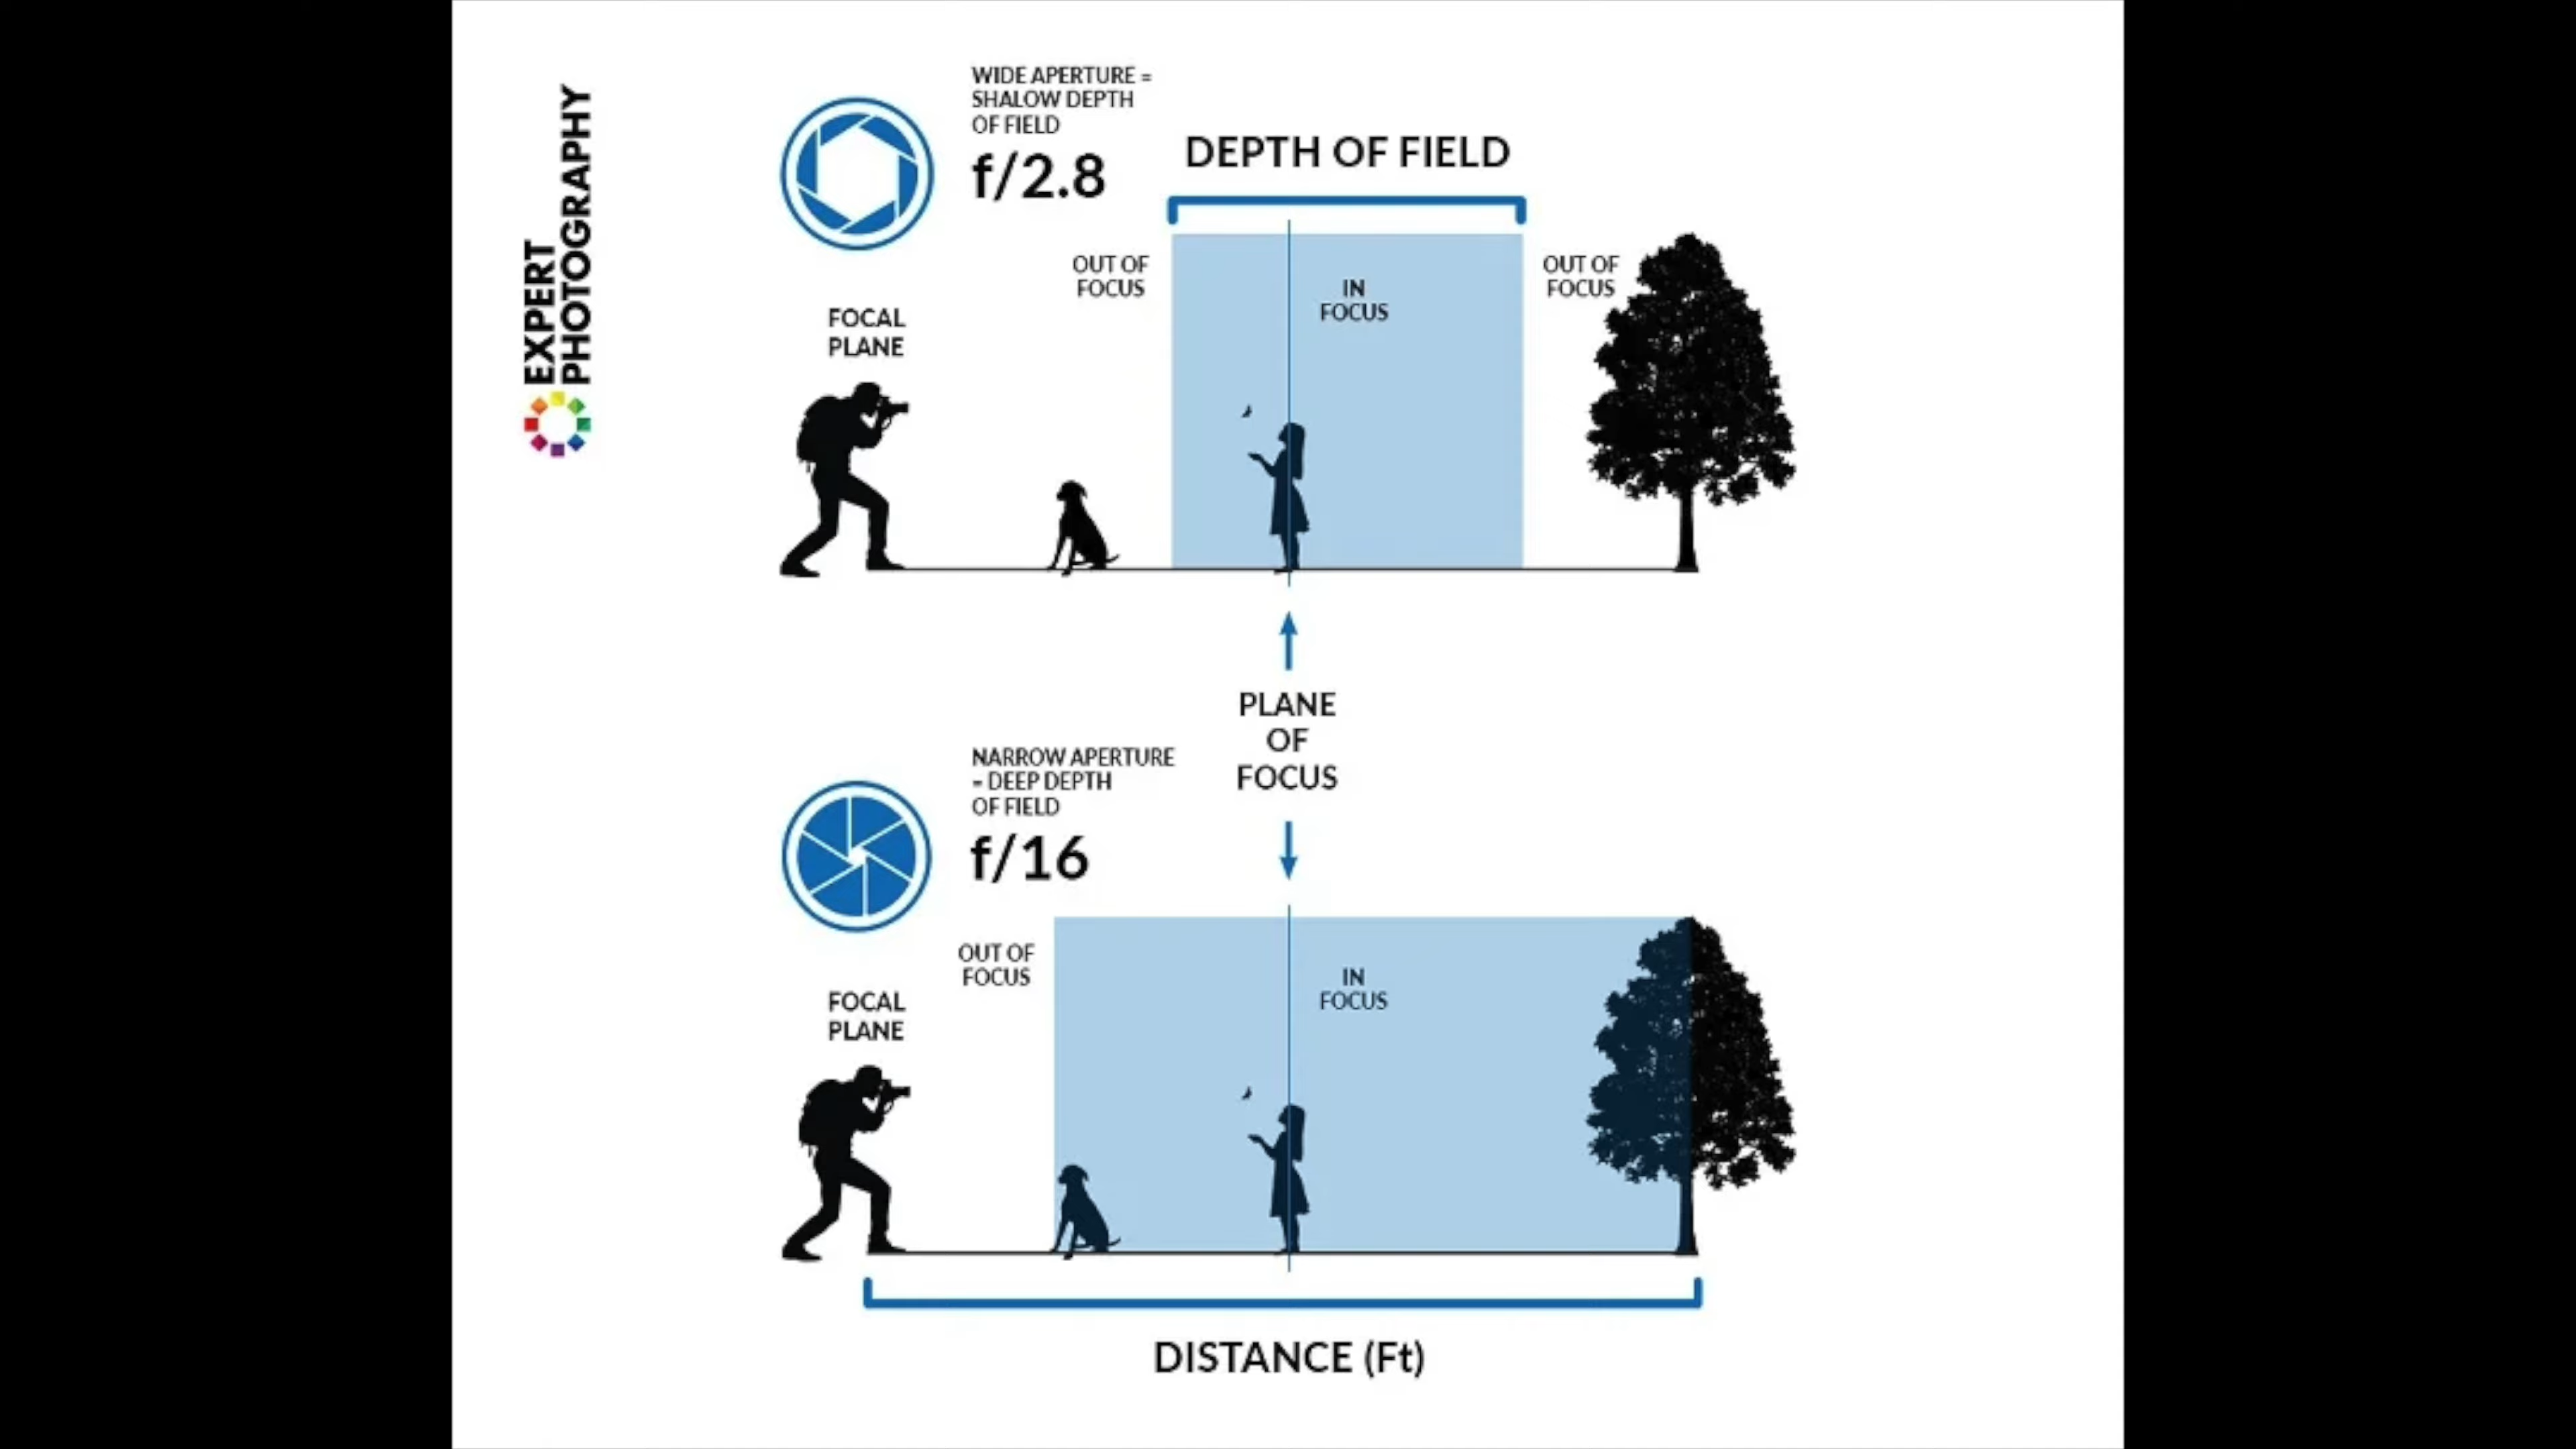 EXPERT
PHOTOGRAPHY
WIDE APERTURE =
SHALOW DEPTH
OF FIELD
f/2.8
DEPTH OF FIELD
OUT OF
FOCUS
IN
FOCUS
OUT OF
FOCUS
FOCAL
PLANE
PLANE
OF
FOCUS
NARROW APERTURE
= DEEP DEPTH
OF FIELD
f/16
OUT OF
FOCUS
IN
FOCUS
FOCAL
PLANE
DISTANCE (Ft)